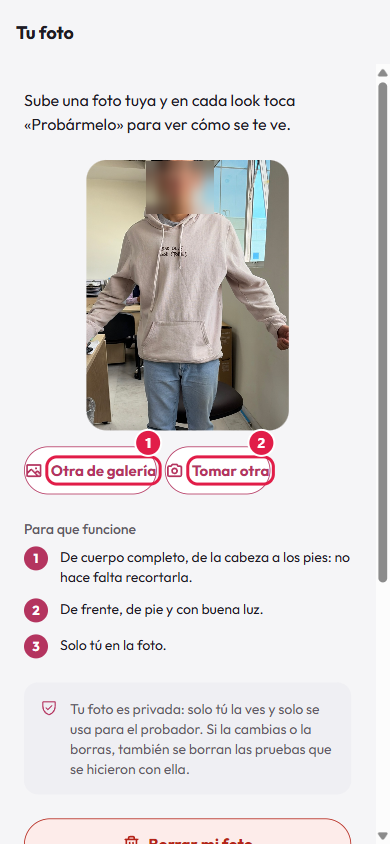 Tu foto
Sube una foto tuya y en cada look toca
«Probármelo» para ver cómo se te ve.
1
2
Otra de galería
Tomar otra
Para que funcione
1 De cuerpo completo, de la cabeza a los pies: no
hace falta recortarla.
2 De frente, de pie y con buena luz.
3 Solo tú en la foto.
Tu foto es privada: solo tú la ves y solo se
usa para el probador. Si la cambias o la
borras, también se borran las pruebas que
se hicieron con ella.
Borrar mi foto